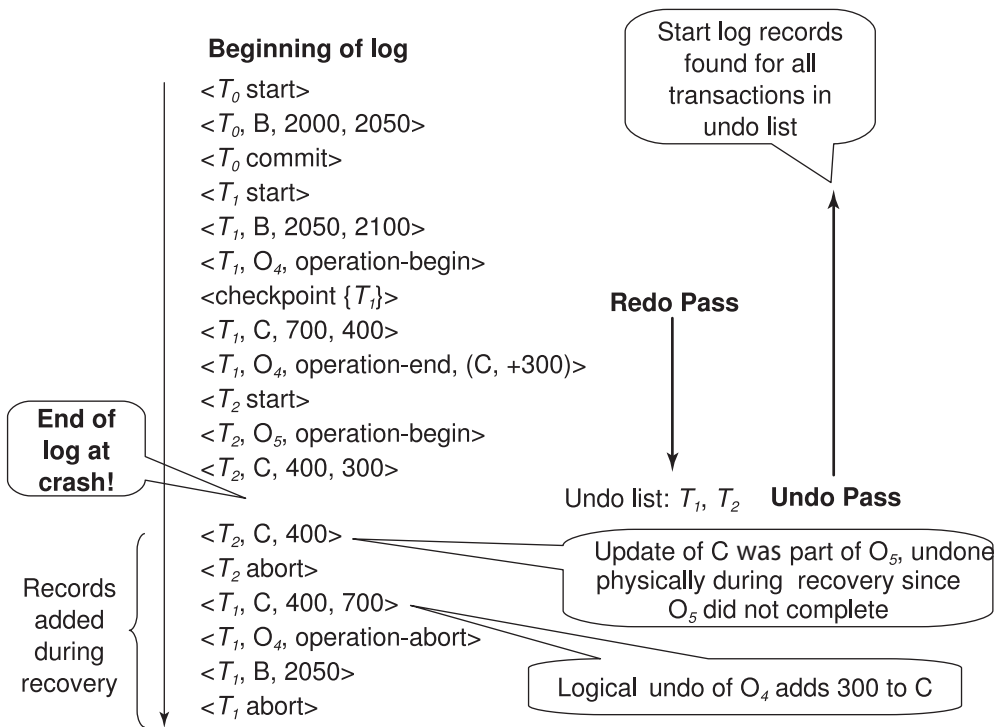 Beginning of log
<T0 start>
<T0, B, 2000, 2050>
<T0 commit>
<T1 start>
<T1, B, 2050, 2100>
<T1, O4, operation-begin>
<checkpoint {T1}>
<T1, C, 700, 400>
<T1, O4, operation-end, (C, +300)>
<T2 start>
<T2, O5, operation-begin>
<T2, C, 400, 300>
Start log records
found for all
transactions in
undo list
Redo Pass
End of
log at
crash!
Undo list: T1, T2
Undo Pass
Records
added
during
recovery
<T2, C, 400>
<T2 abort>
<T1, C, 400, 700>
<T1, O4, operation-abort>
<T1, B, 2050>
<T1 abort>
Update of C was part of O5, undone
physically during recovery since
O5 did not complete
Logical undo of O4 adds 300 to C